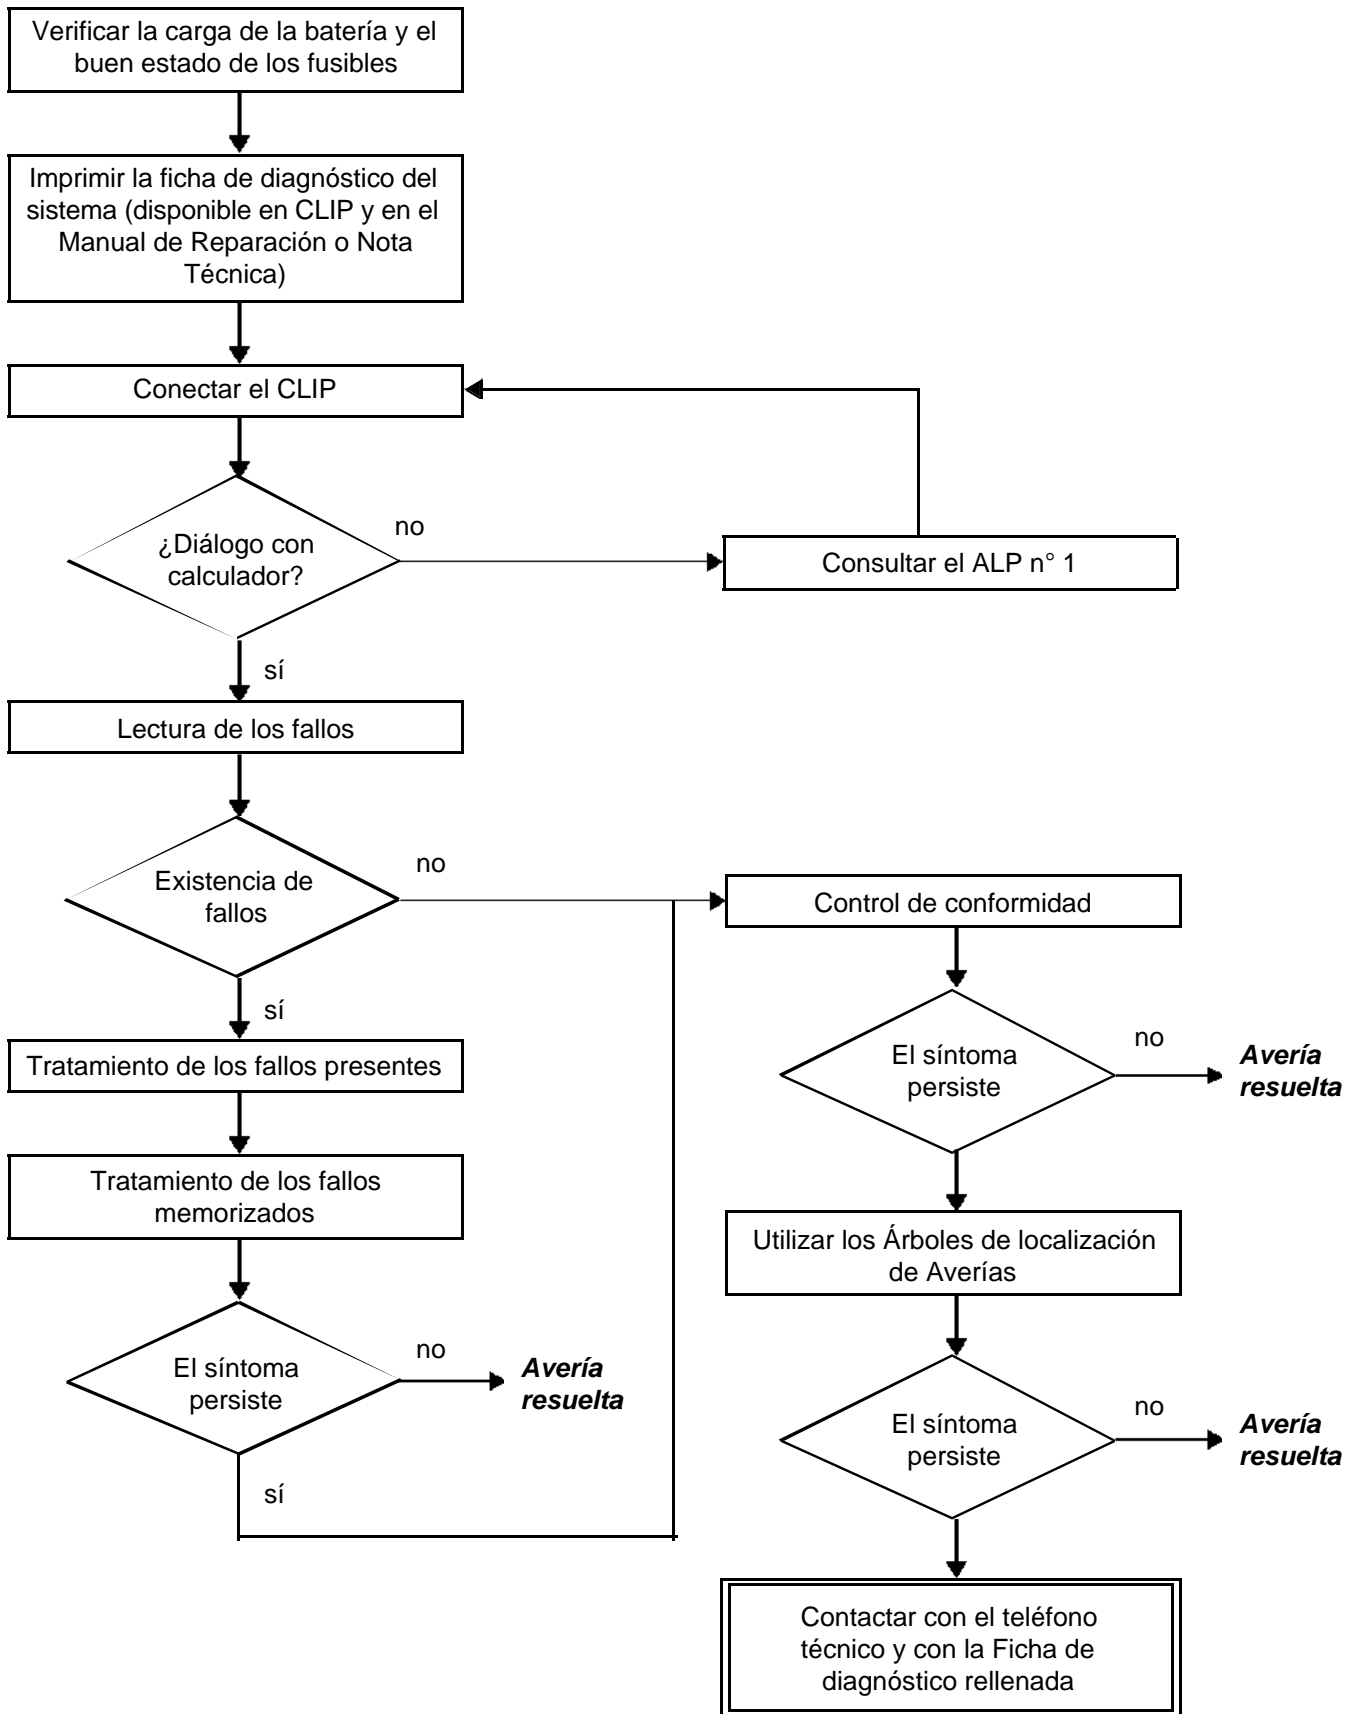 Verificar la carga de la batería y el
buen estado de los fusibles
Imprimir la ficha de diagnóstico del
sistema (disponible en CLIP y en el
Manual de Reparación o Nota
Técnica)
Conectar el CLIP
¿Diálogo con
calculador?
no
Consultar el ALP n° 1
sí
Lectura de los fallos
Existencia de
fallos
no
Control de conformidad
sí
Tratamiento de los fallos presentes
El síntoma
persiste
no
Avería
resuelta
Tratamiento de los fallos
memorizados
Utilizar los Árboles de localización
de Averías
El síntoma
persiste
no
Avería
resuelta
sí
El síntoma
persiste
no
Avería
resuelta
Contactar con el teléfono
técnico y con la Ficha de
diagnóstico rellenada